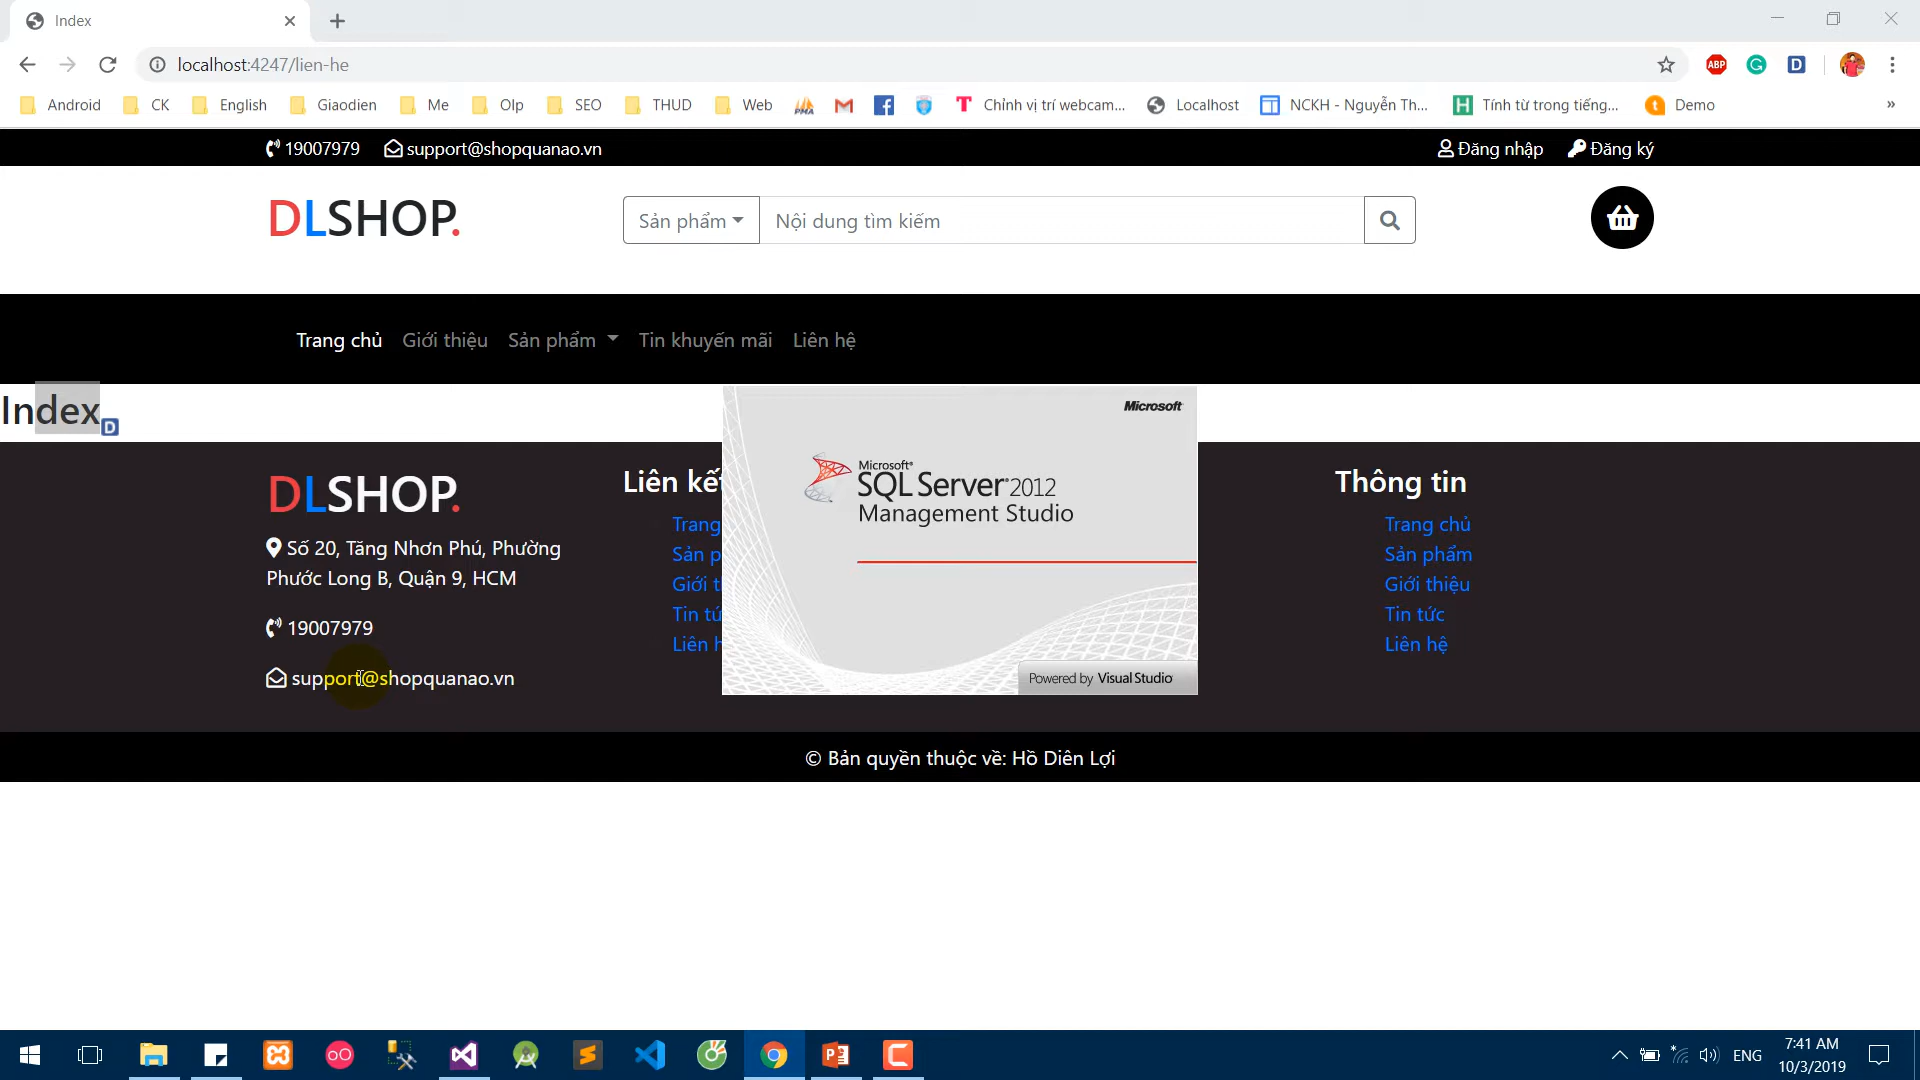 Index
localhost:4247/lien-he
ABP
Android CK English Giaodien Me Olp SEO THUD Web PMA Chỉnh vị trí webcam... Localhost NCKH - Nguyễn Th... Tính từ trong tiếng... Demo »
19007979 support@shopquanao.vn Đăng nhập Đăng ký
DLSHOP. Sản phẩm Nội dung tìm kiếm
Trang chủ Giới thiệu Sản phẩm Tin khuyến mãi Liên hệ
Index
DLSHOP.
Số 20, Tăng Nhơn Phú, Phường
Phước Long B, Quận 9, HCM
19007979
support@shopquanao.vn
Liên kế
Trang
Sản p
Giới t
Tin tứ
Liên h
Microsoft
Microsoft®
SQL Server® 2012
Management Studio
Powered by Visual Studio
Thông tin
Trang chủ
Sản phẩm
Giới thiệu
Tin tức
Liên hệ
© Bản quyền thuộc về: Hồ Diên Lợi
ENG
7:41 AM
10/3/2019